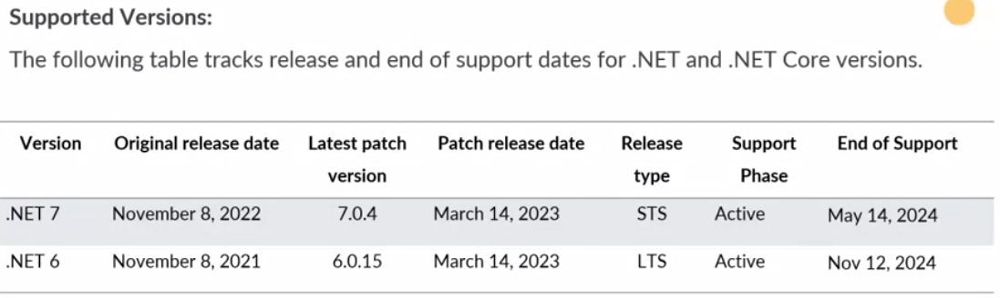 Supported Versions:
The following table tracks release and end of support dates for .NET and .NET Core versions.
Version Original release date Latest patch version Patch release date Release type Support Phase End of Support
.NET 7 November 8, 2022 7.0.4 March 14, 2023 STS Active May 14, 2024
.NET 6 November 8, 2021 6.0.15 March 14, 2023 LTS Active Nov 12, 2024